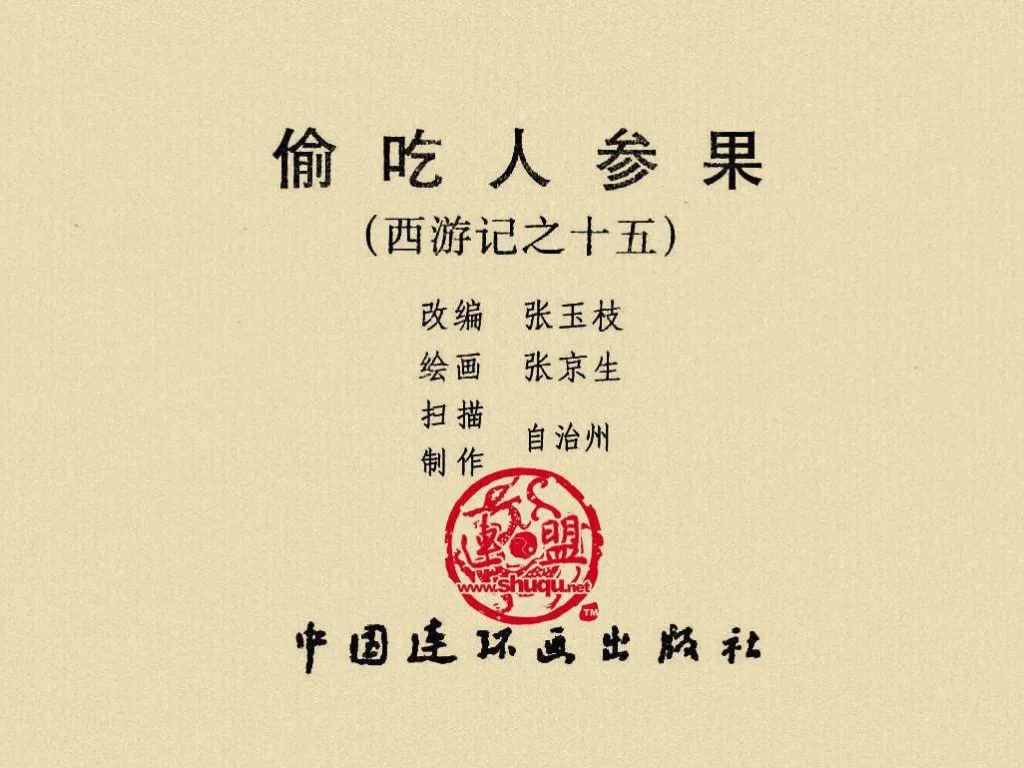 偷吃人参果
(西游记之十五)
改编 张玉枝
绘画 张京生
扫描
制作 自治州
連盟
www.shuqu.net
TM
中国连环画出版社